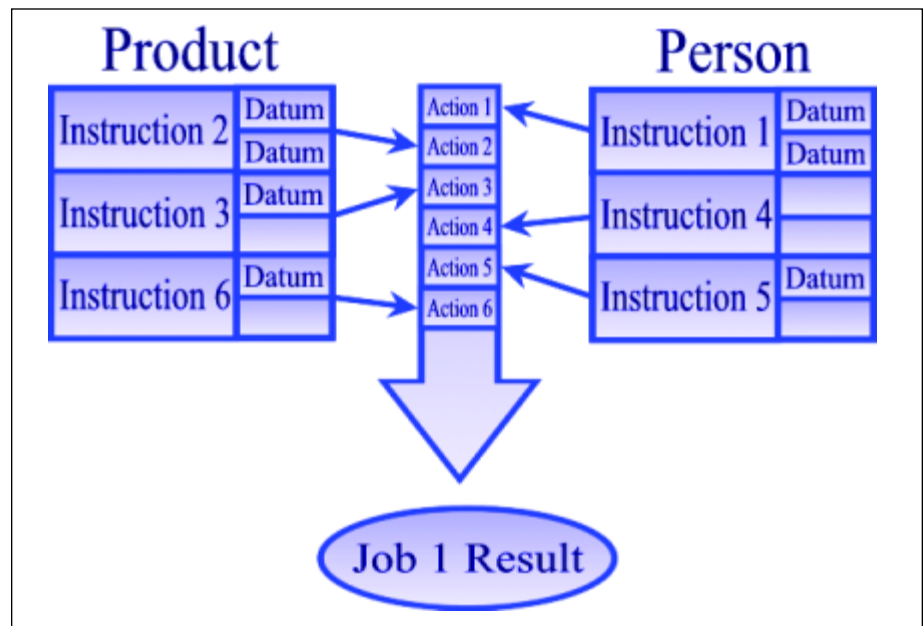 Product
Person
Instruction 2
Datum
Datum
Instruction 3
Datum
Instruction 6
Datum
Action 1
Action 2
Action 3
Action 4
Action 5
Action 6
Instruction 1
Datum
Datum
Instruction 4
Instruction 5
Datum
Job 1 Result